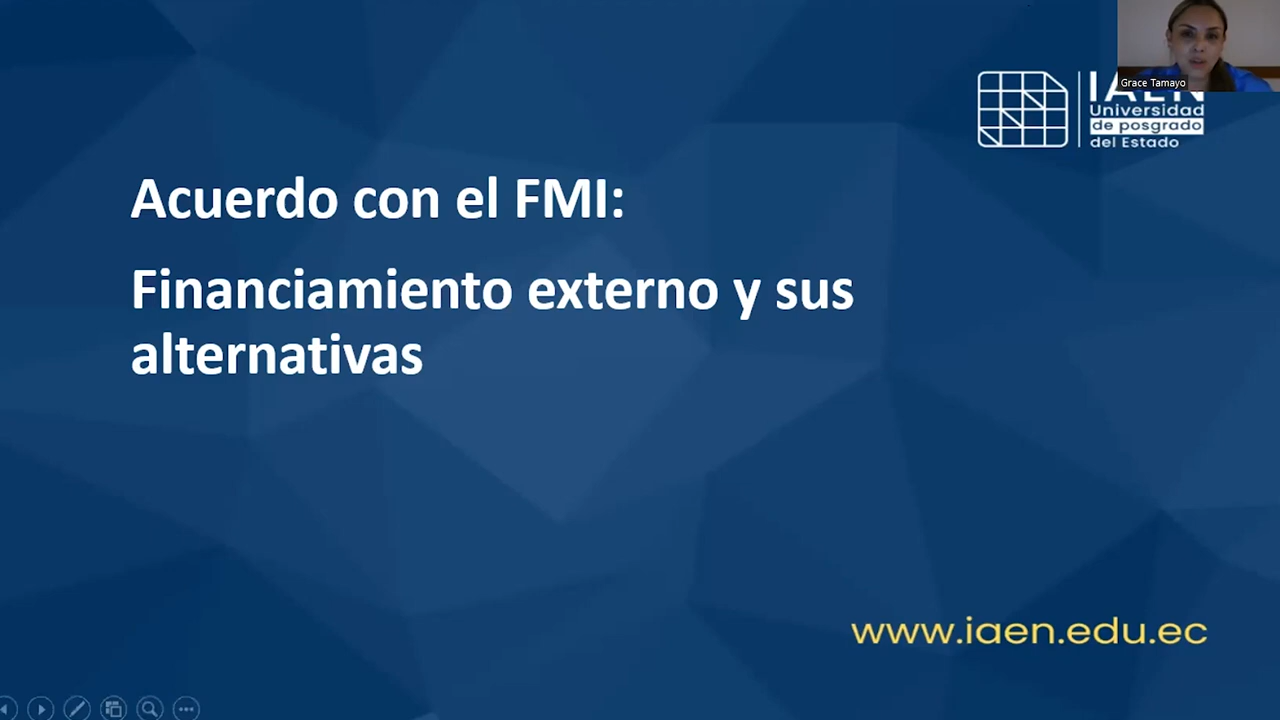 Grace Tamayo
IAEN
Universidad
de posgrado
del Estado
Acuerdo con el FMI:
Financiamiento externo y sus
alternativas
www.iaen.edu.ec